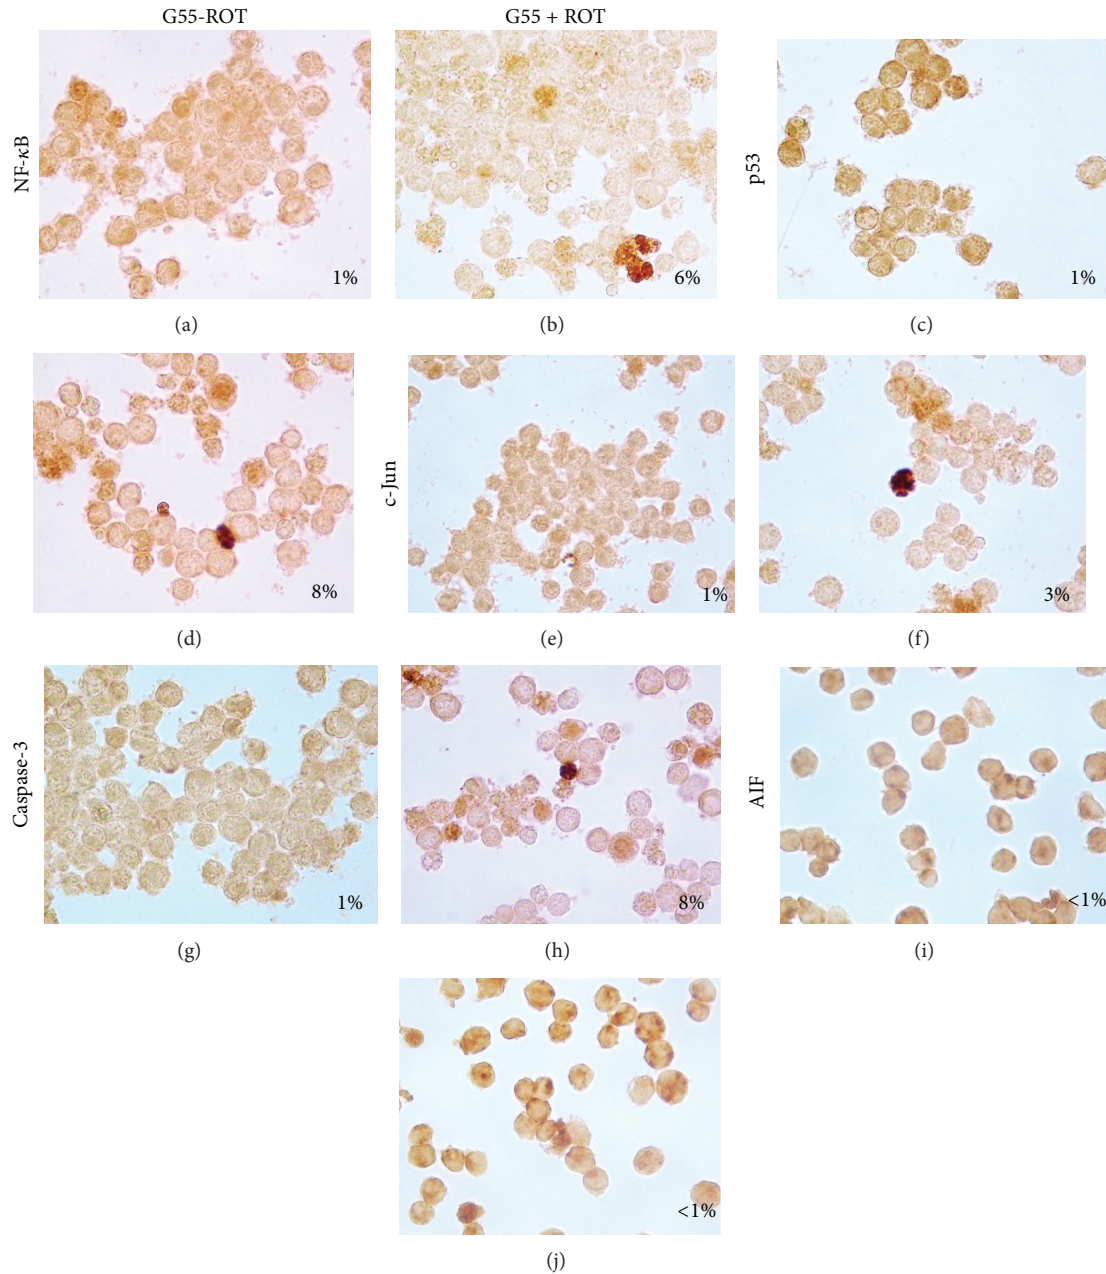 G55-ROT
G55 + ROT
NF-κB
1%
6%
p53
1%
(a)
(b)
(c)
8%
c-Jun
1%
3%
(d)
(e)
(f)
Caspase-3
1%
8%
AIF
<1%
(g)
(h)
(i)
<1%
(j)